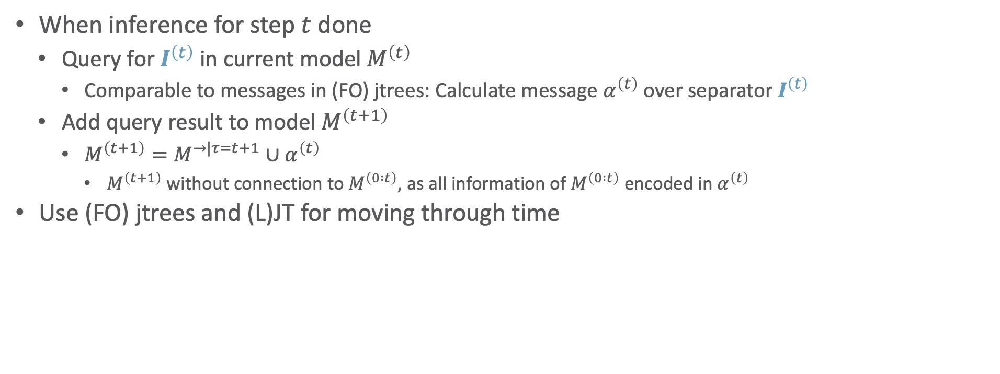 • When inference for step t done
• Query for I^(t) in current model M^(t)
• Comparable to messages in (FO) jtrees: Calculate message α^(t) over separator I^(t)
• Add query result to model M^(t+1)
• M^(t+1) = M^→|τ=t+1 ∪ α^(t)
• M^(t+1) without connection to M^(0:t), as all information of M^(0:t) encoded in α^(t)
• Use (FO) jtrees and (L)JT for moving through time